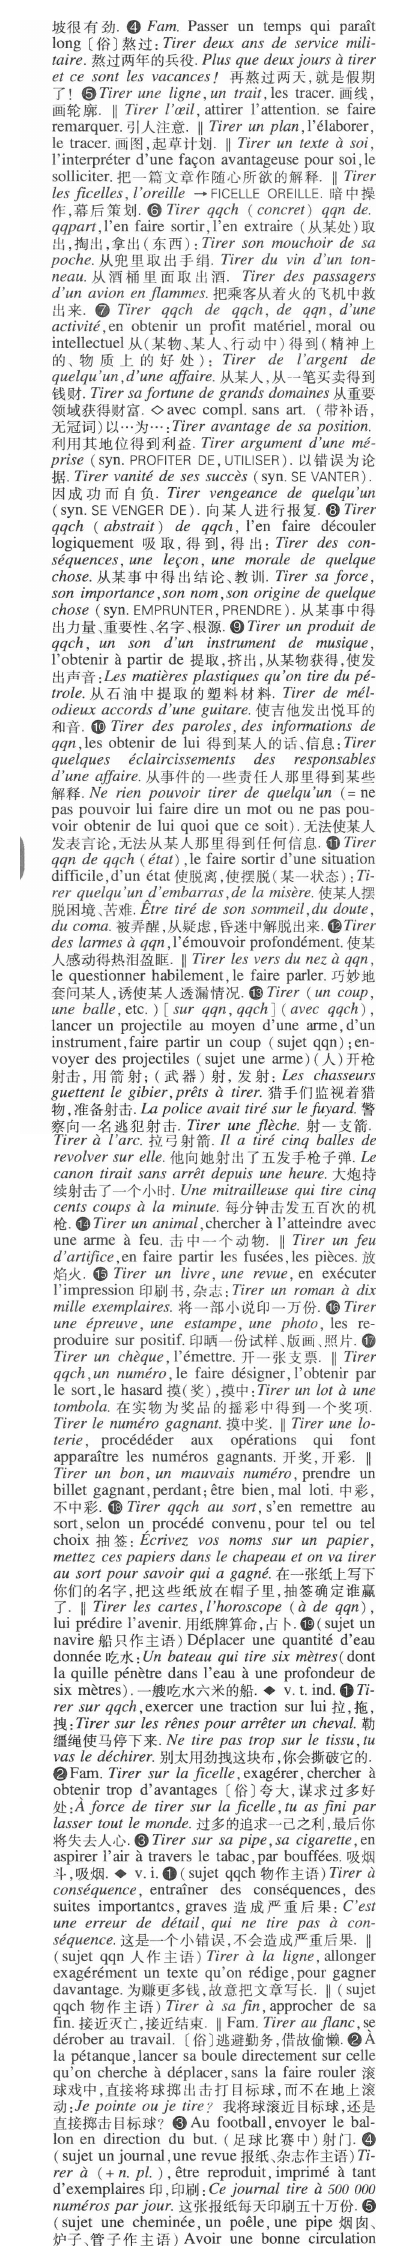 坡很有劲. ❹ Fam. Passer un temps qui paraît
long〔俗〕熬过: Tirer deux ans de service mili-
taire. 熬过两年的兵役. Plus que deux jours à tirer
et ce sont les vacances! 再熬过两天, 就是假期
了! ❺ Tirer une ligne, un trait, les tracer. 画线,
画轮廓. ‖ Tirer l'œil, attirer l'attention. se faire
remarquer. 引人注意. ‖ Tirer un plan, l'élaborer,
le tracer. 画图, 起草计划. ‖ Tirer un texte à soi,
l'interpréter d'une façon avantageuse pour soi, le
solliciter. 把一篇文章作随心所欲的解释. ‖ Tirer
les ficelles, l'oreille → FICELLE OREILLE. 暗中操
作, 幕后策划. ❻ Tirer qqch (concret) qqn de.
qqpart, l'en faire sortir, l'en extraire (从某处)取
出, 掏出, 拿出(东西): Tirer son mouchoir de sa
poche. 从兜里取出手绢. Tirer du vin d'un ton-
neau. 从酒桶里面取出酒. Tirer des passagers
d'un avion en flammes. 把乘客从着火的飞机中救
出来. ❼ Tirer qqch de qqch, de qqn, d'une
activité, en obtenir un profit matériel, moral ou
intellectuel 从(某物、某人、行动中)得到(精神上
的、物质上的好处): Tirer de l'argent de
quelqu'un, d'une affaire. 从某人, 从一笔买卖得到
钱财. Tirer sa fortune de grands domaines 从重要
领域获得财富. ◇ avec compl. sans art. (带补语,
无冠词)以…为…: Tirer avantage de sa position.
利用其地位得到利益. Tirer argument d'une mé-
prise (syn. PROFITER DE, UTILISER). 以错误为论
据. Tirer vanité de ses succès (syn. SE VANTER).
因成功而自负. Tirer vengeance de quelqu'un
(syn. SE VENGER DE). 向某人进行报复. ❽ Tirer
qqch (abstrait) de qqch, l'en faire découler
logiquement 吸取, 得到, 得出: Tirer des con-
séquences, une leçon, une morale de quelque
chose. 从某事中得出结论、教训. Tirer sa force,
son importance, son nom, son origine de quelque
chose (syn. EMPRUNTER, PRENDRE). 从某事中得
出力量、重要性、名字、根源. ❾ Tirer un produit de
qqch, un son d'un instrument de musique,
l'obtenir à partir de 提取, 挤出, 从某物获得, 使发
出声音: Les matières plastiques qu'on tire du pé-
trole. 从石油中提取的塑料材料. Tirer de mél-
odieux accords d'une guitare. 使吉他发出悦耳的
和音. ❿ Tirer des paroles, des informations de
qqn, les obtenir de lui 得到某人的话、信息: Tirer
quelques éclaircissements des responsables
d'une affaire. 从事件的一些责任人那里得到某些
解释. Ne rien pouvoir tirer de quelqu'un (= ne
pas pouvoir lui faire dire un mot ou ne pas pou-
voir obtenir de lui quoi que ce soit). 无法使某人
发表言论, 无法从某人那里得到任何信息. ⓫ Tirer
qqn de qqch (état), le faire sortir d'une situation
difficile, d'un état 使脱离, 使摆脱(某一状态): Ti-
rer quelqu'un d'embarras, de la misère. 使某人摆
脱困境、苦难. Être tiré de son sommeil, du doute,
du coma. 被弄醒, 从疑虑, 昏迷中解脱出来. ⓬ Tirer
des larmes à qqn, l'émouvoir profondément. 使某
人感动得热泪盈眶. ‖ Tirer les vers du nez à qqn,
le questionner habilement, le faire parler. 巧妙地
套问某人, 诱使某人透漏情况. ⓭ Tirer (un coup,
une balle, etc.) [sur qqn, qqch] (avec qqch),
lancer un projectile au moyen d'une arme, d'un
instrument, faire partir un coup (sujet qqn); en-
voyer des projectiles (sujet une arme) (人)开枪
射击, 用箭射; (武器)射, 发射: Les chasseurs
guettent le gibier, prêts à tirer. 猎手们监视着猎
物, 准备射击. La police avait tiré sur le fuyard. 警
察向一名逃犯射击. Tirer une flèche. 射一支箭.
Tirer à l'arc. 拉弓射箭. Il a tiré cinq balles de
revolver sur elle. 他向她射出了五发手枪子弹. Le
canon tirait sans arrêt depuis une heure. 大炮持
续射击了一个小时. Une mitrailleuse qui tire cinq
cents coups à la minute. 每分钟击发五百次的机
枪. ⓮ Tirer un animal, chercher à l'atteindre avec
une arme à feu. 击中一个动物. ‖ Tirer un feu
d'artifice, en faire partir les fusées, les pièces. 放
焰火. ⓯ Tirer un livre, une revue, en exécuter
l'impression 印刷书, 杂志: Tirer un roman à dix
mille exemplaires. 将一部小说印一万份. ⓰ Tirer
une épreuve, une estampe, une photo, les re-
produire sur positif. 印晒一份试样、版画、照片. ⓱
Tirer un chèque, l'émettre. 开一张支票. ‖ Tirer
qqch, un numéro, le faire désigner, l'obtenir par
le sort, le hasard 摸(奖), 摸中: Tirer un lot à une
tombola. 在实物为奖品的摇彩中得到一个奖项.
Tirer le numéro gagnant. 摸中奖. ‖ Tirer une lo-
terie, procédéder aux opérations qui font
apparaître les numéros gagnants. 开奖, 开彩. ‖
Tirer un bon, un mauvais numéro, prendre un
billet gagnant, perdant; être bien, mal loti. 中彩,
不中彩. ⓲ Tirer qqch au sort, s'en remettre au
sort, selon un procédé convenu, pour tel ou tel
choix 抽签: Écrivez vos noms sur un papier,
mettez ces papiers dans le chapeau et on va tirer
au sort pour savoir qui a gagné. 在一张纸上写下
你们的名字, 把这些纸放在帽子里, 抽签确定谁赢
了. ‖ Tirer les cartes, l'horoscope (à de qqn),
lui prédire l'avenir. 用纸牌算命, 占卜. ⓳ (sujet un
navire 船只作主语) Déplacer une quantité d'eau
donnée 吃水: Un bateau qui tire six mètres (dont
la quille pénètre dans l'eau à une profondeur de
six mètres). 一艘吃水六米的船. ◆ v. t. ind. ❶ Ti-
rer sur qqch, exercer une traction sur lui 拉, 拖,
拽: Tirer sur les rênes pour arrêter un cheval. 勒
缰绳使马停下来. Ne tire pas trop sur le tissu, tu
vas le déchirer. 别太用劲拽这块布, 你会撕破它的.
❷ Fam. Tirer sur la ficelle, exagérer, chercher à
obtenir trop d'avantages〔俗〕夸大, 谋求过多好
处: À force de tirer sur la ficelle, tu as fini par
lasser tout le monde. 过多的追求一己之利, 最后你
将失去人心. ❸ Tirer sur sa pipe, sa cigarette, en
aspirer l'air à travers le tabac, par bouffées. 吸烟
斗, 吸烟. ◆ v. i. ❶ (sujet qqch 物作主语) Tirer à
conséquence, entraîner des conséquences, des
suites importantes, graves 造成严重后果: C'est
une erreur de détail, qui ne tire pas à con-
séquence. 这是一个小错误, 不会造成严重后果. ‖
(sujet qqn 人作主语) Tirer à la ligne, allonger
exagérément un texte qu'on rédige, pour gagner
davantage. 为赚更多钱, 故意把文章写长. ‖ (sujet
qqch 物作主语) Tirer à sa fin, approcher de sa
fin. 接近灭亡, 接近结束. ‖ Fam. Tirer au flanc, se
dérober au travail.〔俗〕逃避勤务, 借故偷懒. ❷ À
la pétanque, lancer sa boule directement sur celle
qu'on cherche à déplacer, sans la faire rouler 滚
球戏中, 直接将球掷出击打目标球, 而不在地上滚
动: Je pointe ou je tire? 我将球滚近目标球, 还是
直接掷击目标球? ❸ Au football, envoyer le bal-
lon en direction du but. (足球比赛中)射门. ❹
(sujet un journal, une revue 报纸、杂志作主语) Ti-
rer à (+ n. pl.), être reproduit, imprimé à tant
d'exemplaires 印, 印刷: Ce journal tire à 500 000
numéros par jour. 这张报纸每天印刷五十万份. ❺
(sujet une cheminée, un poêle, une pipe 烟囱、
炉子、管子作主语) Avoir une bonne circulation